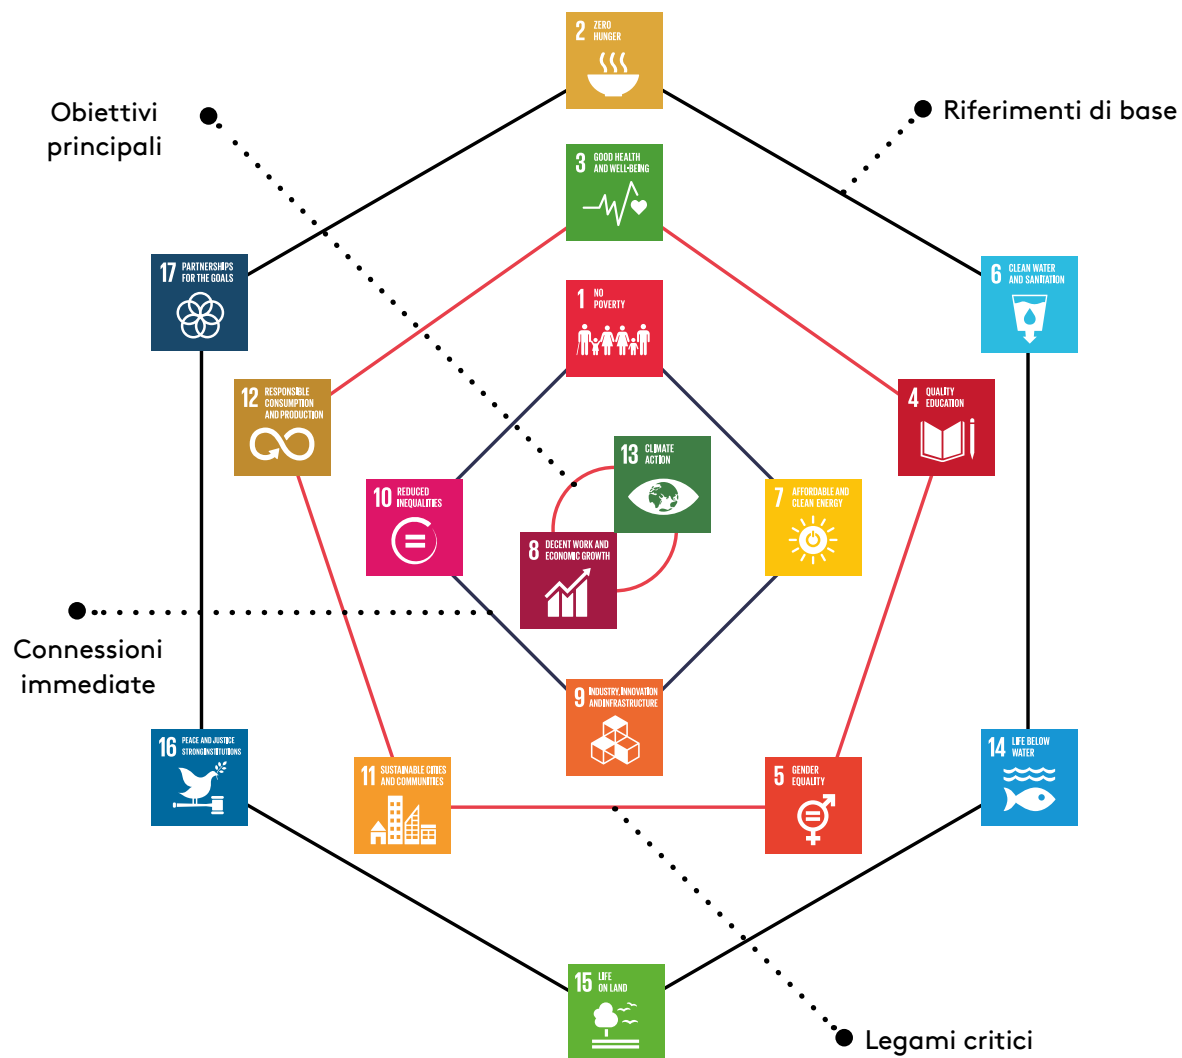 2 ZERO
HUNGER
Obiettivi
principali
Riferimenti di base
3 GOOD HEALTH
AND WELL-BEING
17 PARTNERSHIPS
FOR THE GOALS
6 CLEAN WATER
AND SANITATION
1 NO
POVERTY
12 RESPONSIBLE
CONSUMPTION
AND PRODUCTION
4 QUALITY
EDUCATION
13 CLIMATE
ACTION
10 REDUCED
INEQUALITIES
7 AFFORDABLE AND
CLEAN ENERGY
8 DECENT WORK AND
ECONOMIC GROWTH
Connessioni
immediate
9 INDUSTRY, INNOVATION
AND INFRASTRUCTURE
16 PEACE AND JUSTICE
STRONG INSTITUTIONS
14 LIFE BELOW
WATER
11 SUSTAINABLE CITIES
AND COMMUNITIES
5 GENDER
EQUALITY
15 LIFE
ON LAND
Legami critici